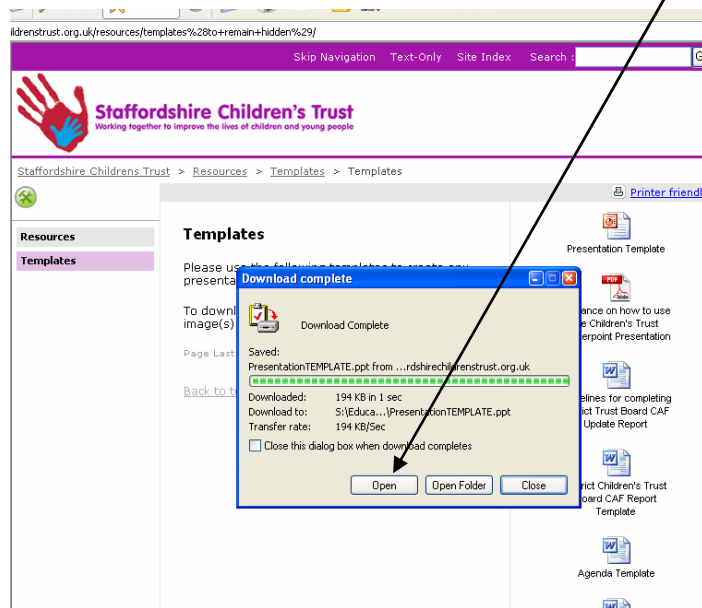 ildrenstrust.org.uk/resources/templates%28to+remain+hidden%29/
Skip Navigation Text-Only Site Index Search :
Staffordshire Children's Trust
Working together to improve the lives of children and young people
Staffordshire Childrens Trust > Resources > Templates > Templates
Printer friendl
Resources
Templates
Templates
Please use the following templates to create any
presenta
To downl
image(s)
Page Last
Back to t
Download complete
Download Complete
Saved:
PresentationTEMPLATE.ppt from ...rdshirechildrenstrust.org.uk
Downloaded: 194 KB in 1 sec
Download to: S:\Educa...\PresentationTEMPLATE.ppt
Transfer rate: 194 KB/Sec
Close this dialog box when download completes
Open Open Folder Close
Presentation Template
PDF
ance on how to use
e Children's Trust
erpoint Presentation
elines for completing
ict Trust Board CAF
Update Report
rict Children's Trust
oard CAF Report
Template
Agenda Template